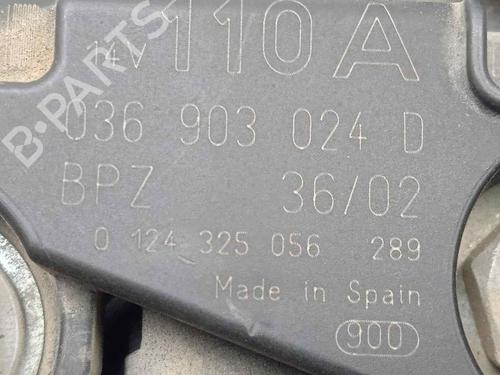 14V 110A
036 903 024 D
BPZ 36/02
0 124 325 056 289
Made in Spain
900
B-PARTS